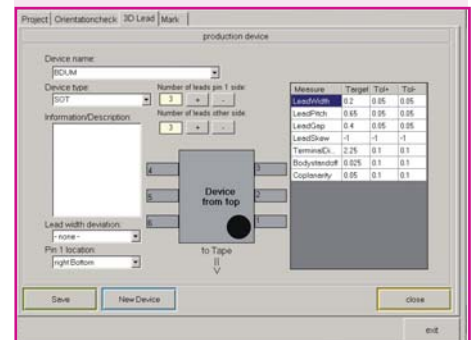 Project Orientationcheck 3D Lead Mark
production device
Device name:
BDUM
Device type:
SOT
Number of leads pin 1 side:
3 + -
Number of leads other side:
3 + -
Information/Description:
Lead width deviation:
- none -
Pin 1 location:
right Bottom
4 3
5 2
6 1
Device
from top
to Tape
Measure Target Tol+ Tol-
LeadWidth 0.2 0.05 0.05
LeadPitch 0.65 0.05 0.05
LeadGap 0.4 0.05 0.05
LeadSkew -1 -1 -1
TerminalDi... 2.25 0.1 0.1
Bodystandoff 0.025 0.1 0.1
Coplanarity 0.05 0.1 0.1
Save New Device close
exit